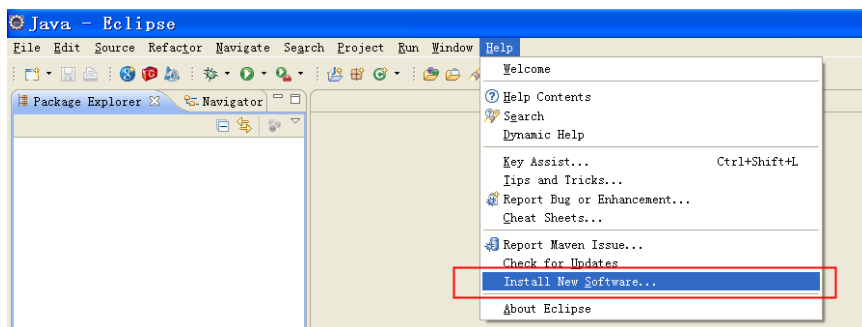 Java - Eclipse
File Edit Source Refactor Navigate Search Project Run Window Help
Package Explorer Navigator
Welcome
Help Contents
Search
Dynamic Help
Key Assist... Ctrl+Shift+L
Tips and Tricks...
Report Bug or Enhancement...
Cheat Sheets...
Report Maven Issue...
Check for Updates
Install New Software...
About Eclipse